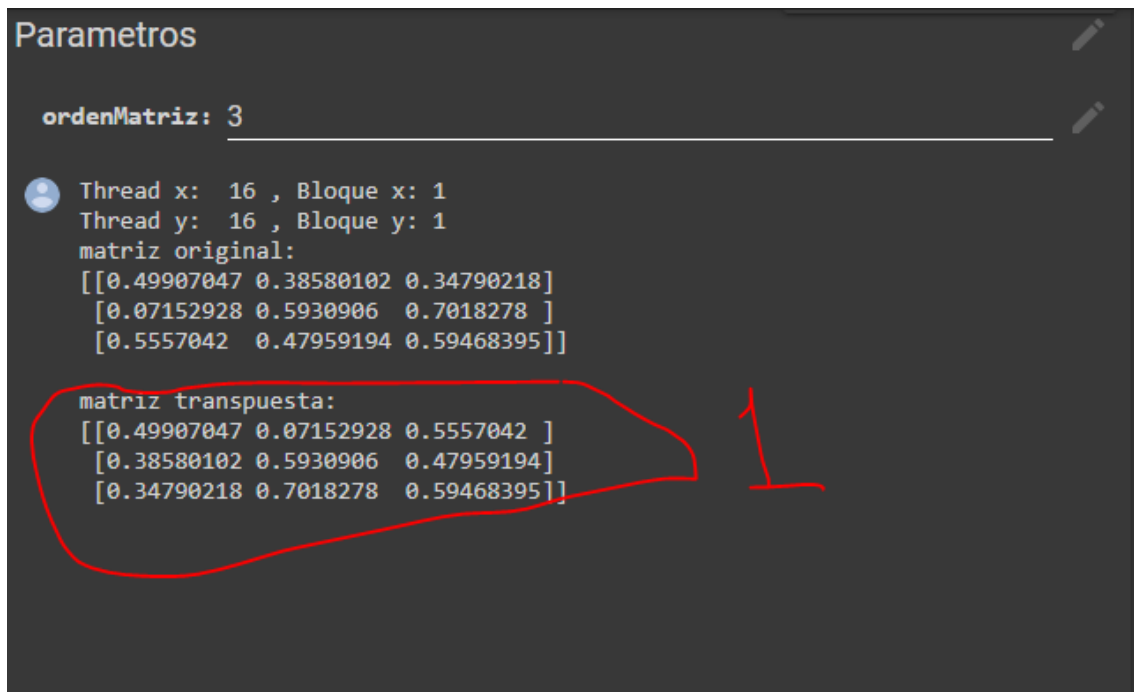 Parametros
ordenMatriz: 3
Thread x:  16 , Bloque x: 1
Thread y:  16 , Bloque y: 1
matriz original:
[[0.49907047 0.38580102 0.34790218]
 [0.07152928 0.5930906  0.7018278 ]
 [0.5557042  0.47959194 0.59468395]]
matriz transpuesta:
[[0.49907047 0.07152928 0.5557042 ]
 [0.38580102 0.5930906  0.47959194]
 [0.34790218 0.7018278  0.59468395]]
1